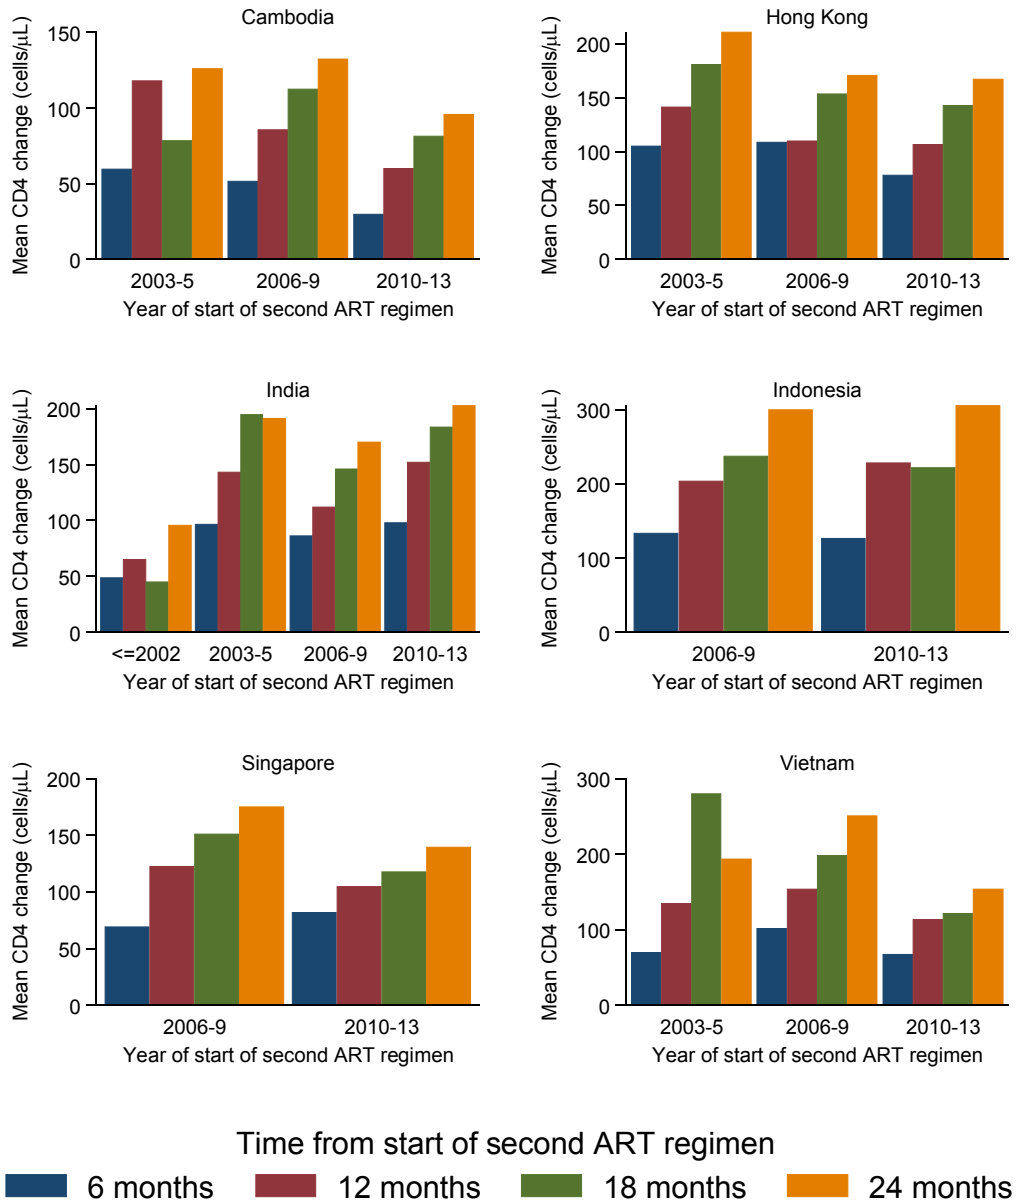 Cambodia
Mean CD4 change (cells/μL)
150
100
50
0
2003-5 2006-9 2010-13
Year of start of second ART regimen
Hong Kong
Mean CD4 change (cells/μL)
200
150
100
50
0
2003-5 2006-9 2010-13
Year of start of second ART regimen
India
Mean CD4 change (cells/μL)
200
150
100
50
0
<=2002 2003-5 2006-9 2010-13
Year of start of second ART regimen
Indonesia
Mean CD4 change (cells/μL)
300
200
100
0
2006-9 2010-13
Year of start of second ART regimen
Singapore
Mean CD4 change (cells/μL)
200
150
100
50
0
2006-9 2010-13
Year of start of second ART regimen
Vietnam
Mean CD4 change (cells/μL)
300
200
100
0
2003-5 2006-9 2010-13
Year of start of second ART regimen
Time from start of second ART regimen
6 months 12 months 18 months 24 months